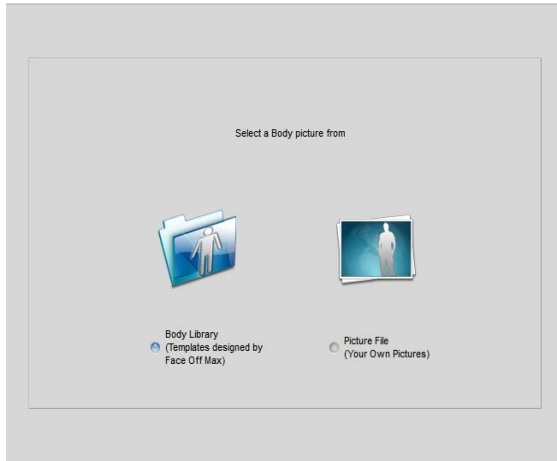 Select a Body picture from
Body Library
(Templates designed by
Face Off Max)
Picture File
(Your Own Pictures)